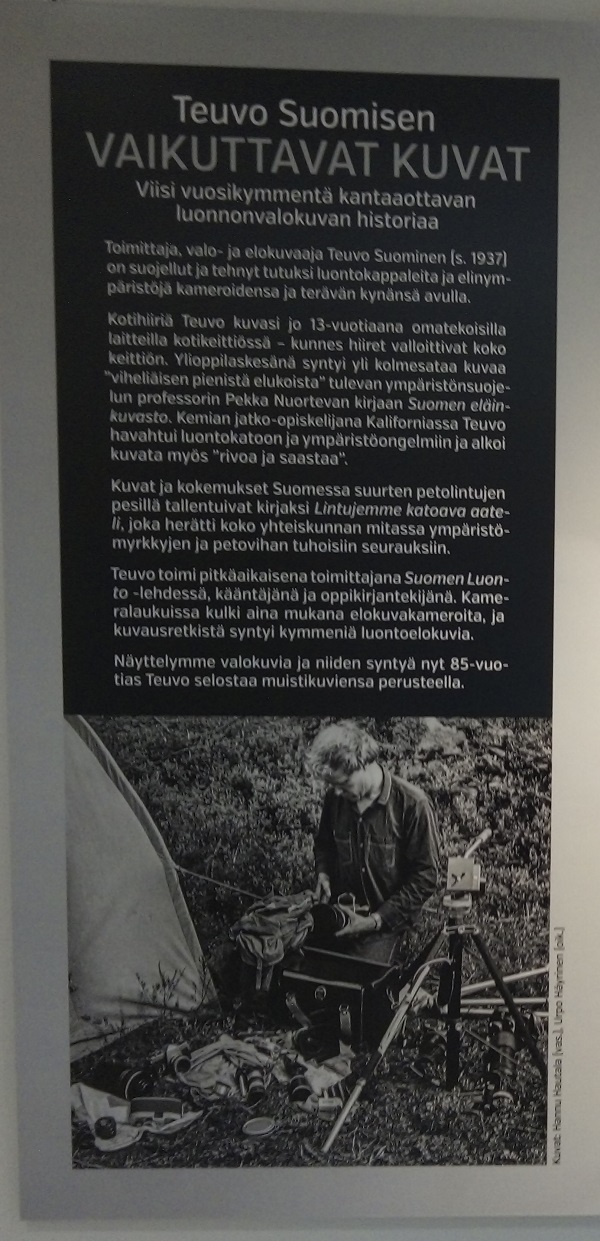 Teuvo Suomisen
VAIKUTTAVAT KUVAT
Viisi vuosikymmentä kantaaottavan
luonnonvalokuvan historiaa
Toimittaja, valo- ja elokuvaaja Teuvo Suominen (s. 1937)
on suojellut ja tehnyt tutuksi luontokappaleita ja elinym-
päristöjä kameroidensa ja terävän kynänsä avulla.
Kotihiiriä Teuvo kuvasi jo 13-vuotiaana omatekoisilla
laitteilla kotikeittiössä – kunnes hiiret valloittivat koko
keittiön. Ylioppilaskesänä syntyi yli kolmesataa kuvaa
"viheliäisen pienistä elukoista" tulevan ympäristönsuoje-
lun professorin Pekka Nuortevan kirjaan Suomen eläin-
kuvasto. Kemian jatko-opiskelijana Kaliforniassa Teuvo
havahtui luontokatoon ja ympäristöongelmiin ja alkoi
kuvata myös "rivoa ja saastaa".
Kuvat ja kokemukset Suomessa suurten petolintujen
pesillä tallentuivat kirjaksi Lintujemme katoava aate-
li, joka herätti koko yhteiskunnan mitassa ympäristö-
myrkkyjen ja petovihan tuhoisiin seurauksiin.
Teuvo toimi pitkäaikaisena toimittajana Suomen Luon-
to -lehdessä, kääntäjänä ja oppikirjantekijänä. Kame-
ralaukuissa kulki aina mukana elokuvakameroita, ja
kuvausretkistä syntyi kymmeniä luontoelokuvia.
Näyttelymme valokuvia ja niiden syntyä nyt 85-vuo-
tias Teuvo selostaa muistikuviensa perusteella.
Kuvat: Hannu Hautala (vas.), Urpo Häyrinen (oik.)